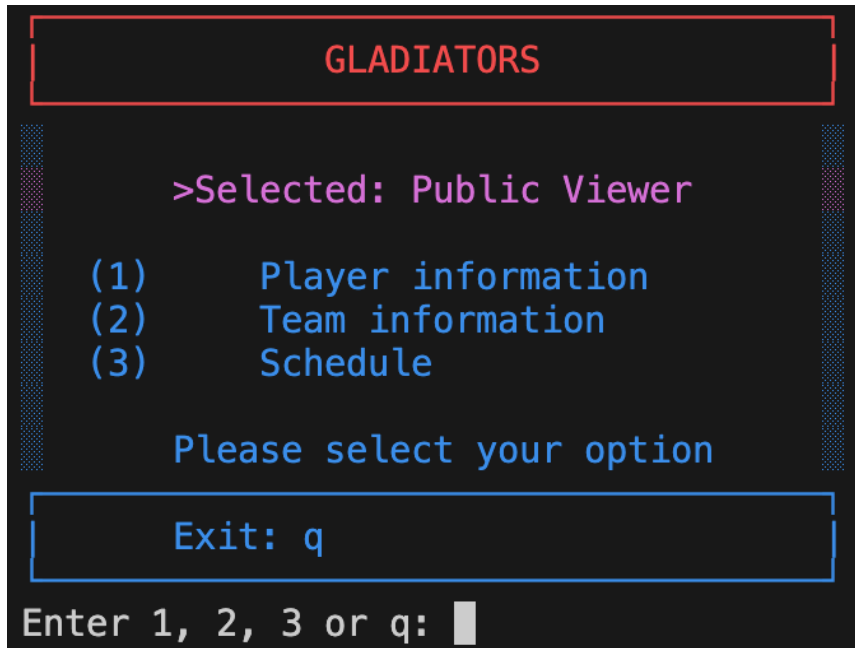 GLADIATORS
>Selected: Public Viewer
(1) Player information
(2) Team information
(3) Schedule
Please select your option
Exit: q
Enter 1, 2, 3 or q: